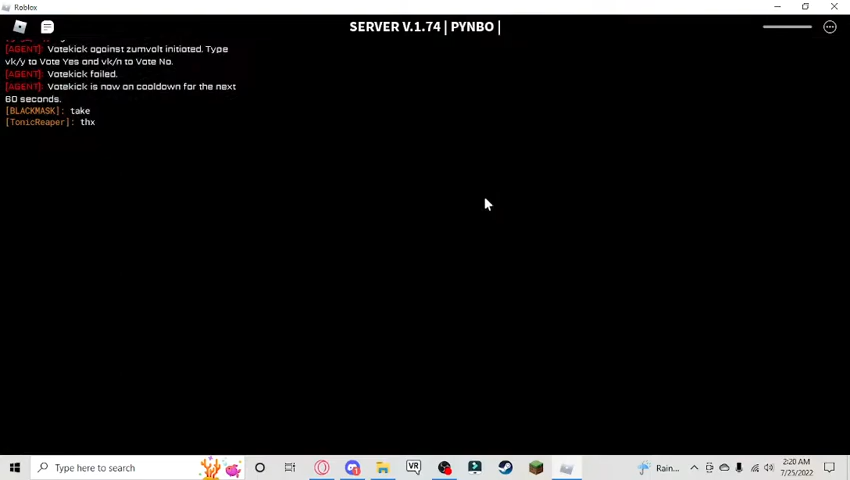 Roblox
SERVER V.1.74 | PYNBO |
[AGENT]: Votekick against zumvolt initiated. Type
vk/y to Vote Yes and vk/n to Vote No.
[AGENT]: Votekick failed.
[AGENT]: Votekick is now on cooldown for the next
60 seconds.
[BLACKMASK]: take
[TonicReaper]: thx
Type here to search
VR
Rain...
2:20 AM
7/25/2022